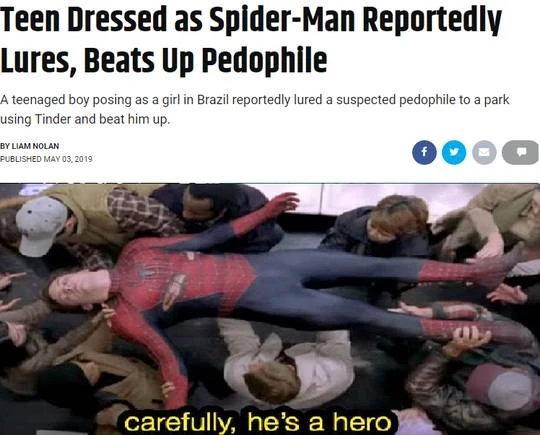 Teen Dressed as Spider-Man Reportedly
Lures, Beats Up Pedophile
A teenaged boy posing as a girl in Brazil reportedly lured a suspected pedophile to a park
using Tinder and beat him up.
BY LIAM NOLAN
PUBLISHED MAY 03, 2019
carefully, he's a hero